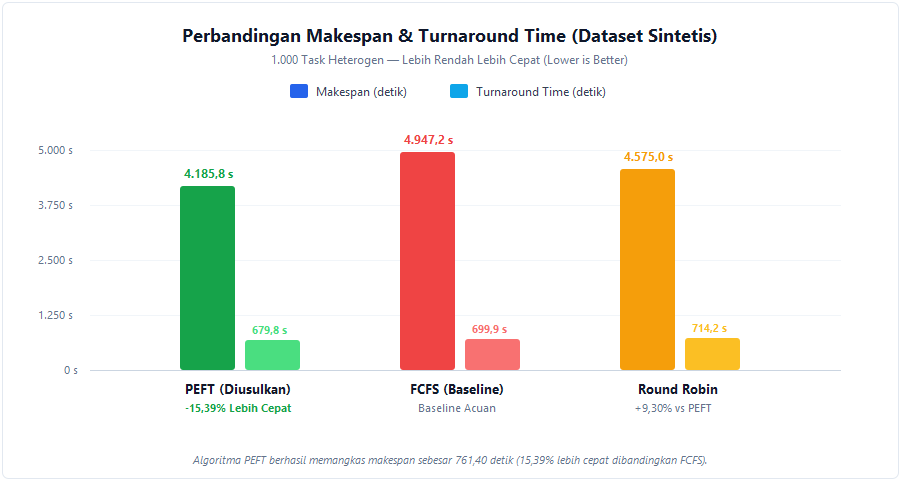 Perbandingan Makespan & Turnaround Time (Dataset Sintetis)
1.000 Task Heterogen — Lebih Rendah Lebih Cepat (Lower is Better)
Makespan (detik) Turnaround Time (detik)
5.000 s
3.750 s
2.500 s
1.250 s
0 s
4.185,8 s
679,8 s
4.947,2 s
699,9 s
4.575,0 s
714,2 s
PEFT (Diusulkan)
-15,39% Lebih Cepat
FCFS (Baseline)
Baseline Acuan
Round Robin
+9,30% vs PEFT
Algoritma PEFT berhasil memangkas makespan sebesar 761,40 detik (15,39% lebih cepat dibandingkan FCFS).